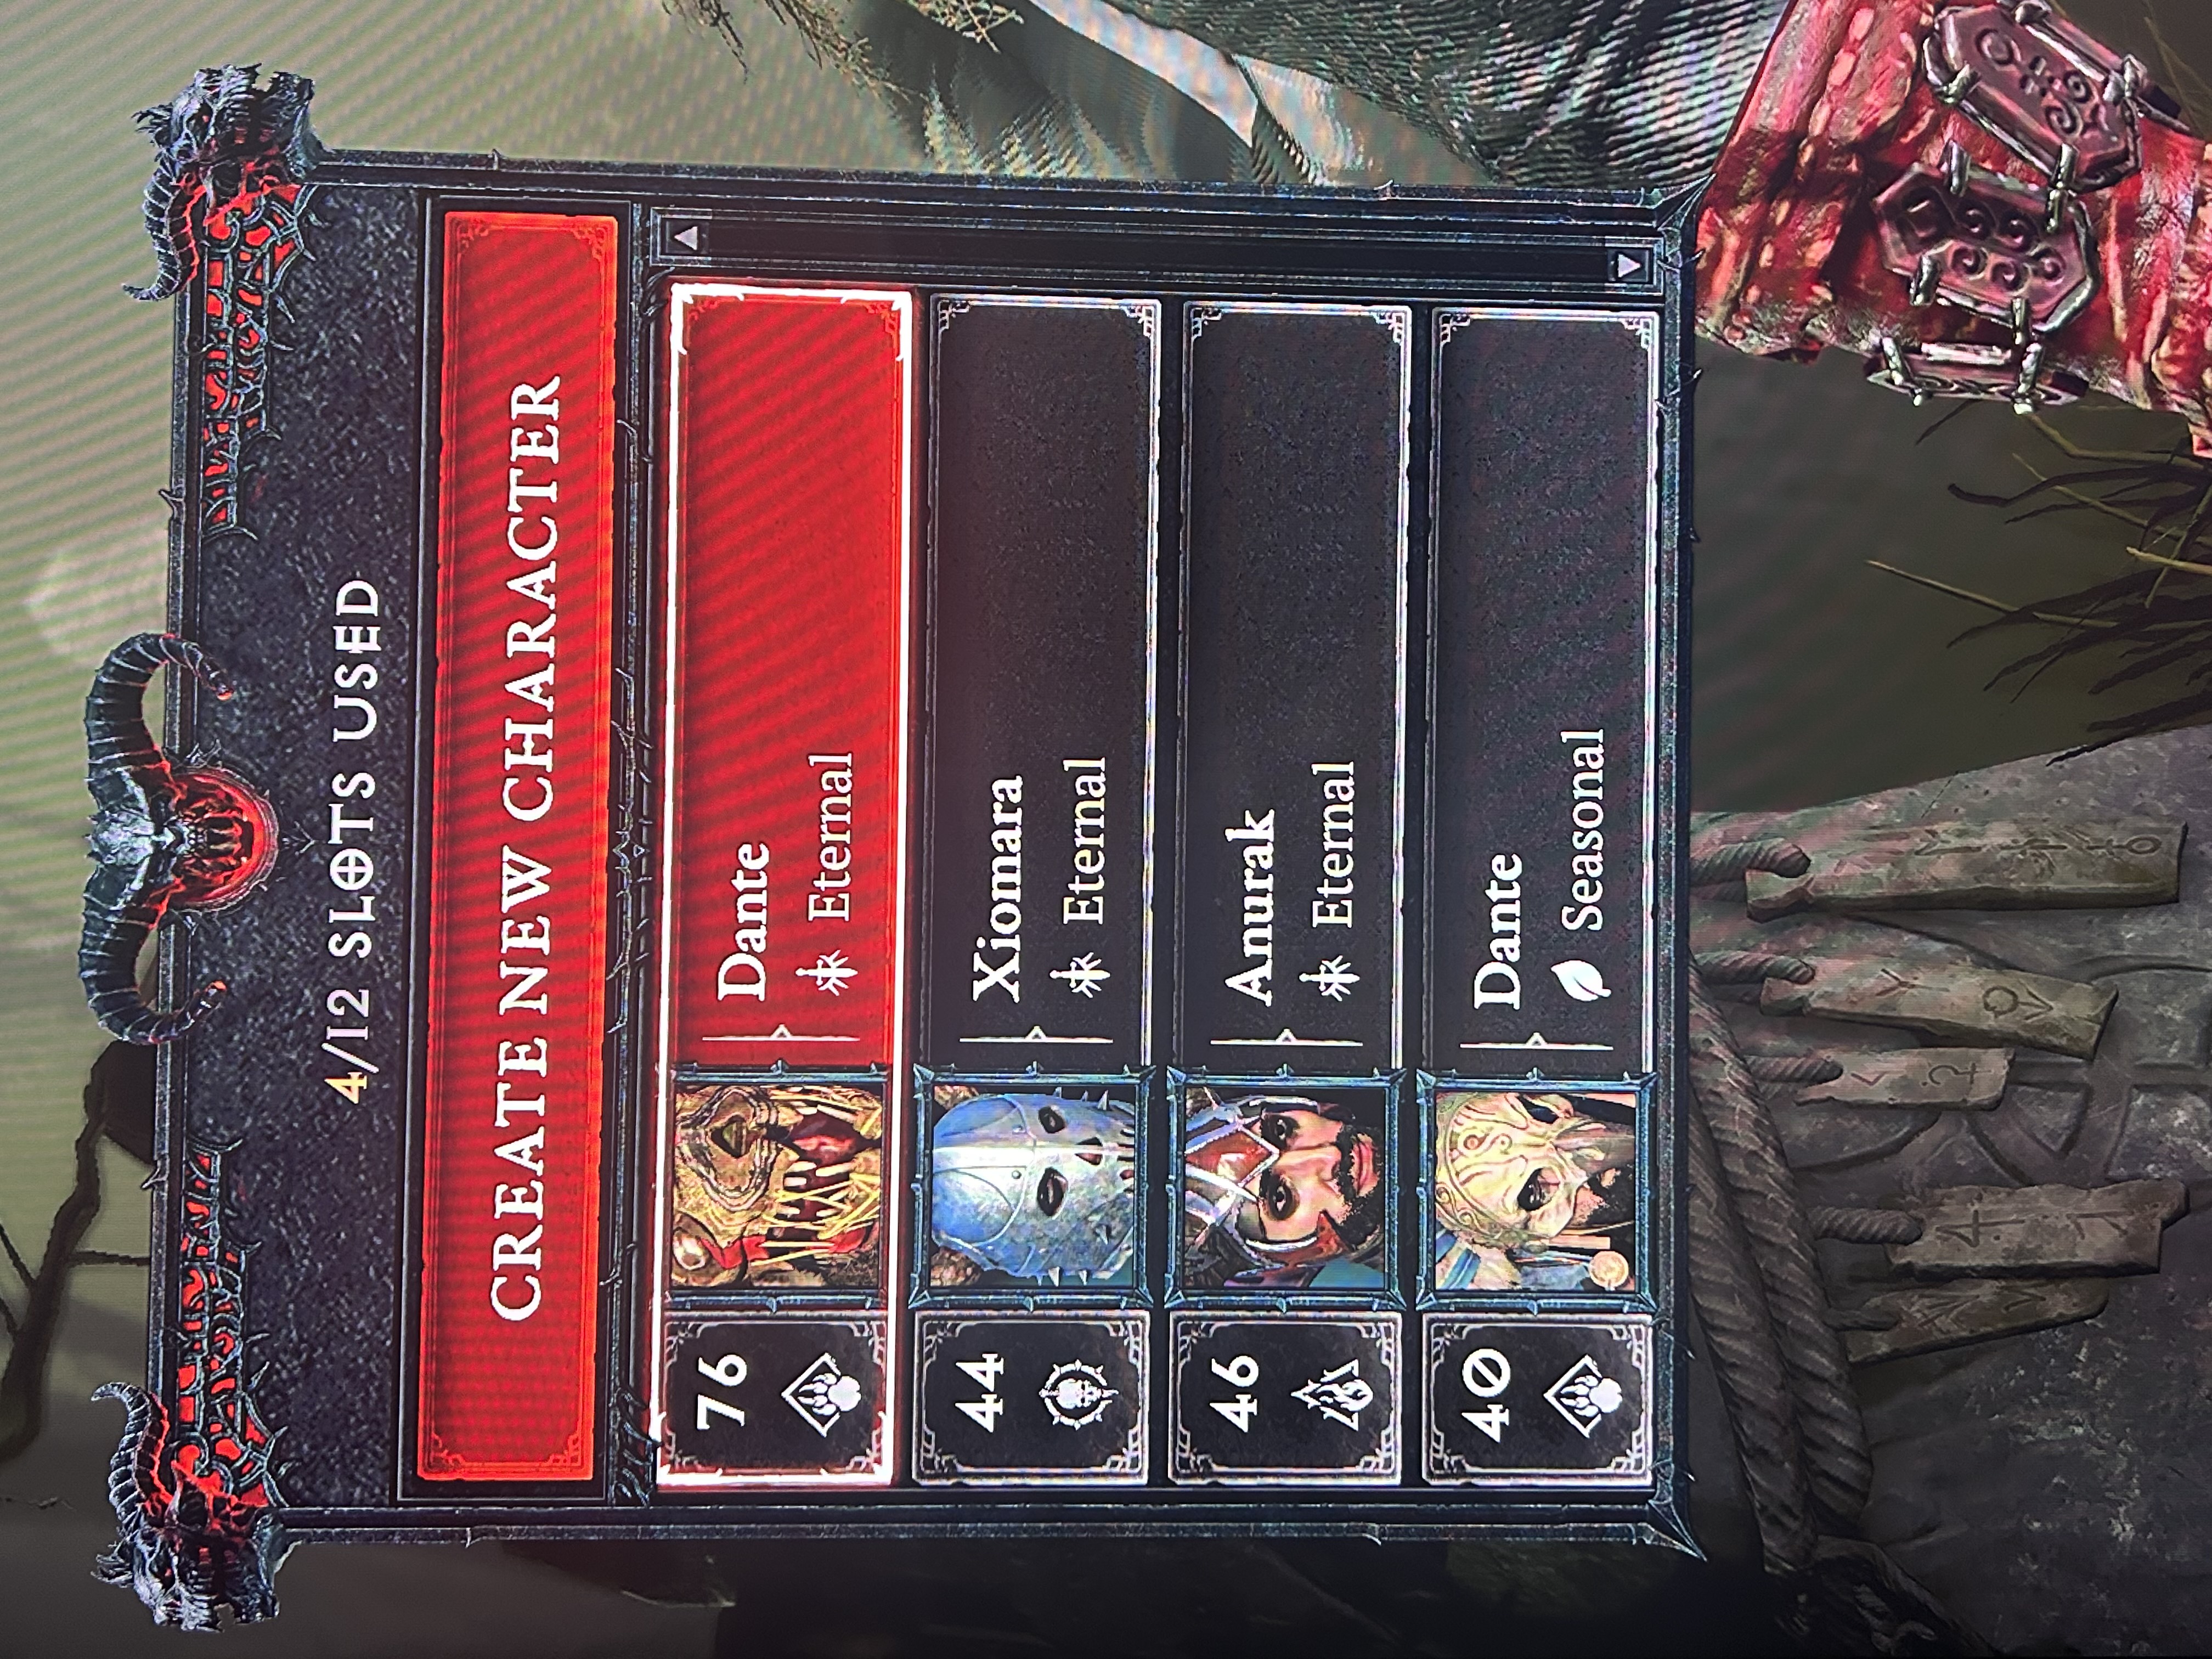 4/12 SLOTS USED
CREATE NEW CHARACTER
76
Dante
Eternal
44
Xiomara
Eternal
46
Anurak
Eternal
40
Dante
Seasonal